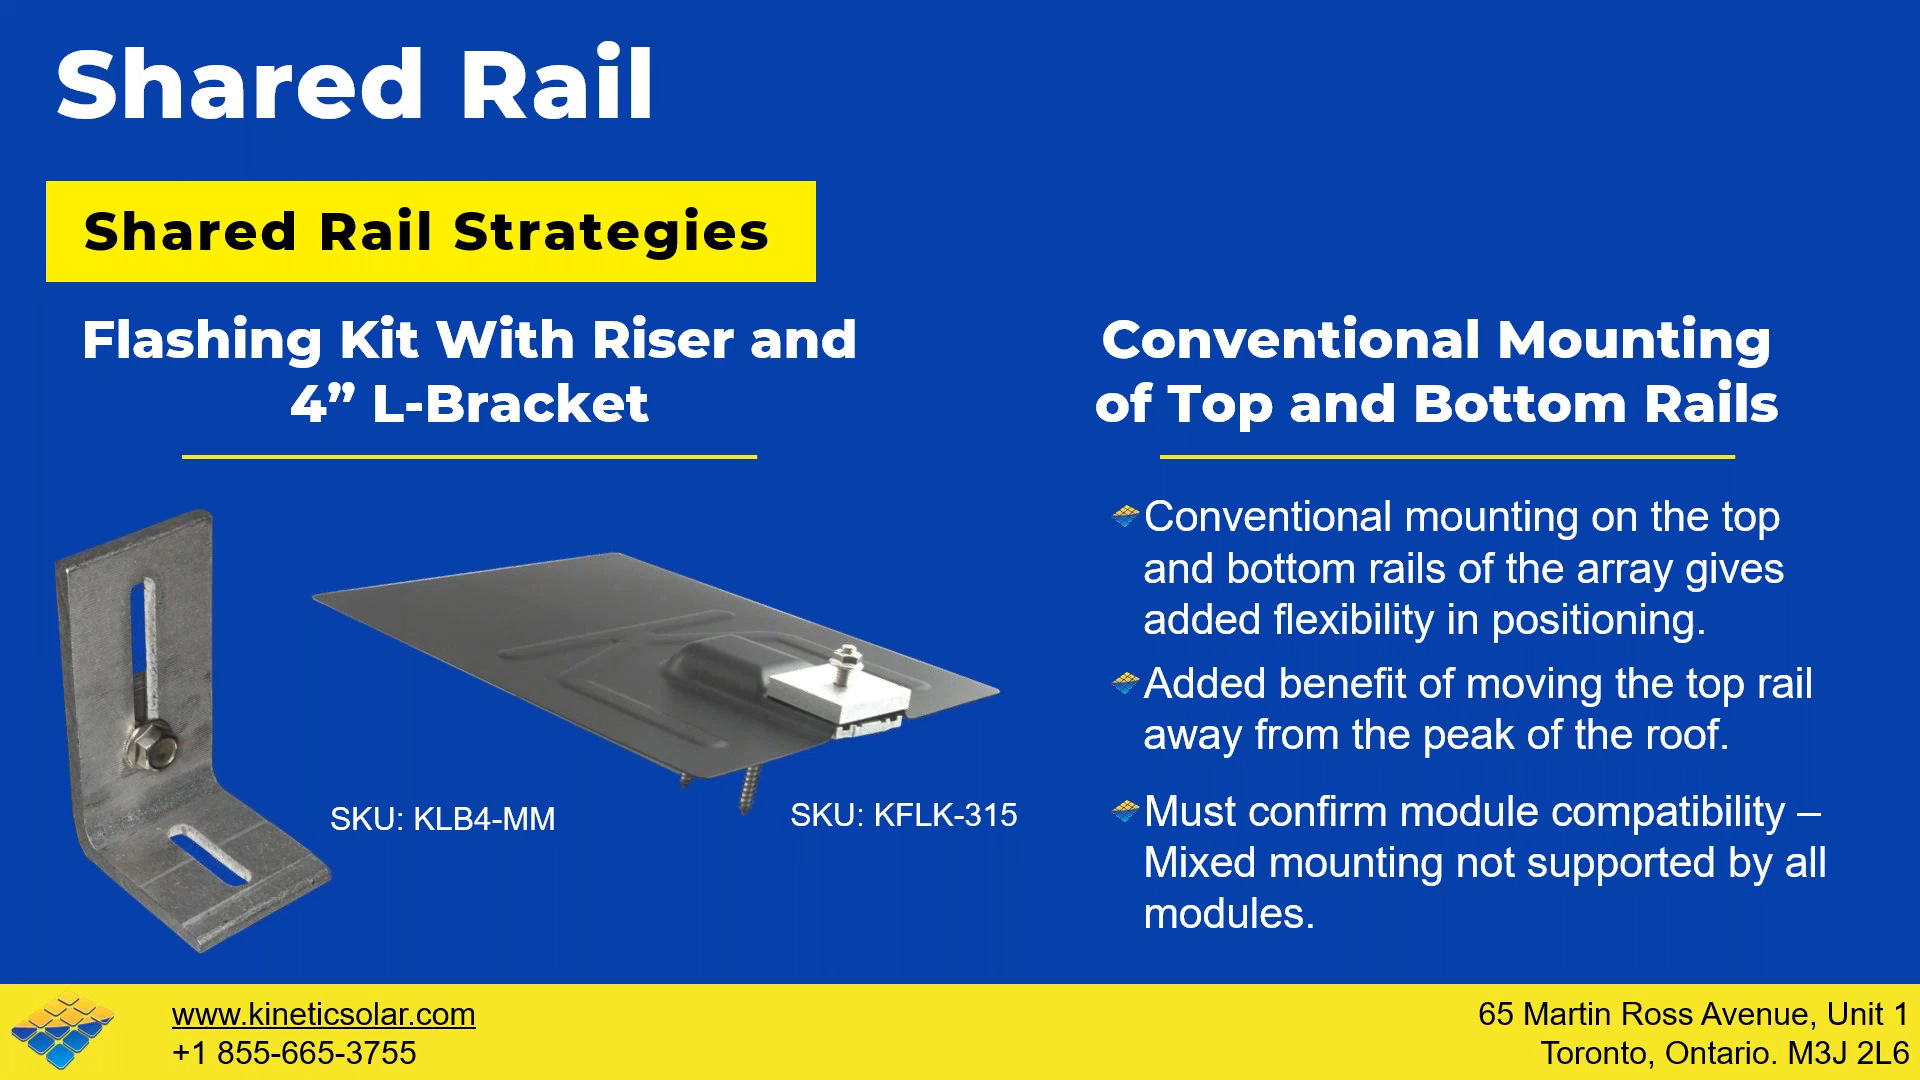 Shared Rail
Shared Rail Strategies
Flashing Kit With Riser and
4” L-Bracket
SKU: KLB4-MM
SKU: KFLK-315
Conventional Mounting
of Top and Bottom Rails
Conventional mounting on the top
and bottom rails of the array gives
added flexibility in positioning.
Added benefit of moving the top rail
away from the peak of the roof.
Must confirm module compatibility –
Mixed mounting not supported by all
modules.
www.kineticsolar.com
+1 855-665-3755
65 Martin Ross Avenue, Unit 1
Toronto, Ontario. M3J 2L6